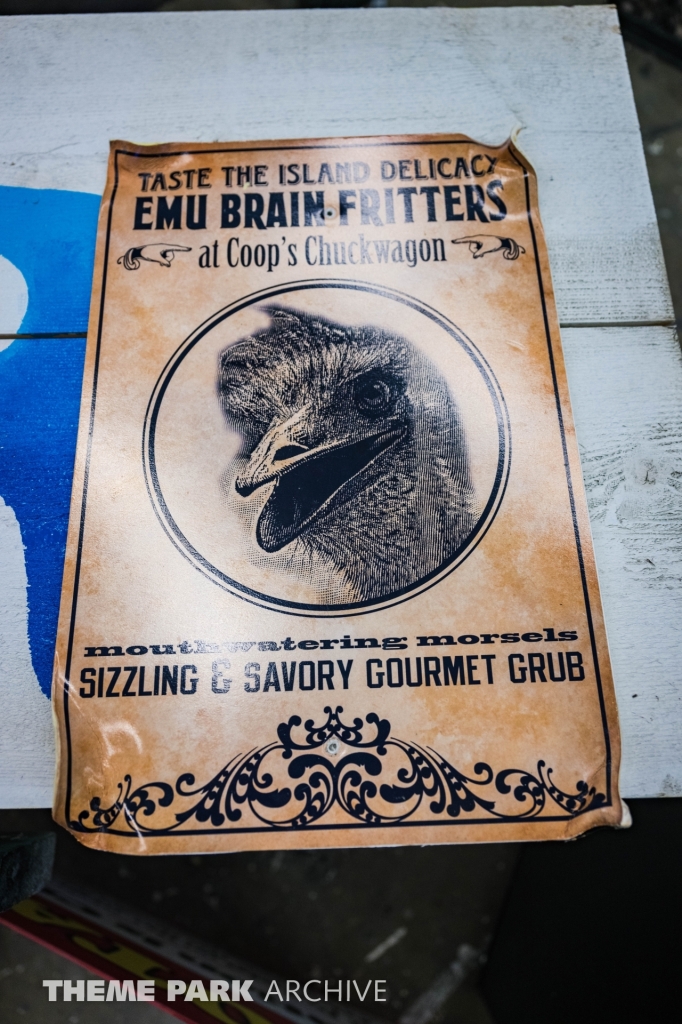 TASTE THE ISLAND DELICACY
EMU BRAIN FRITTERS
at Coop's Chuckwagon
mouthwatering morsels
SIZZLING & SAVORY GOURMET GRUB
THEME PARK ARCHIVE